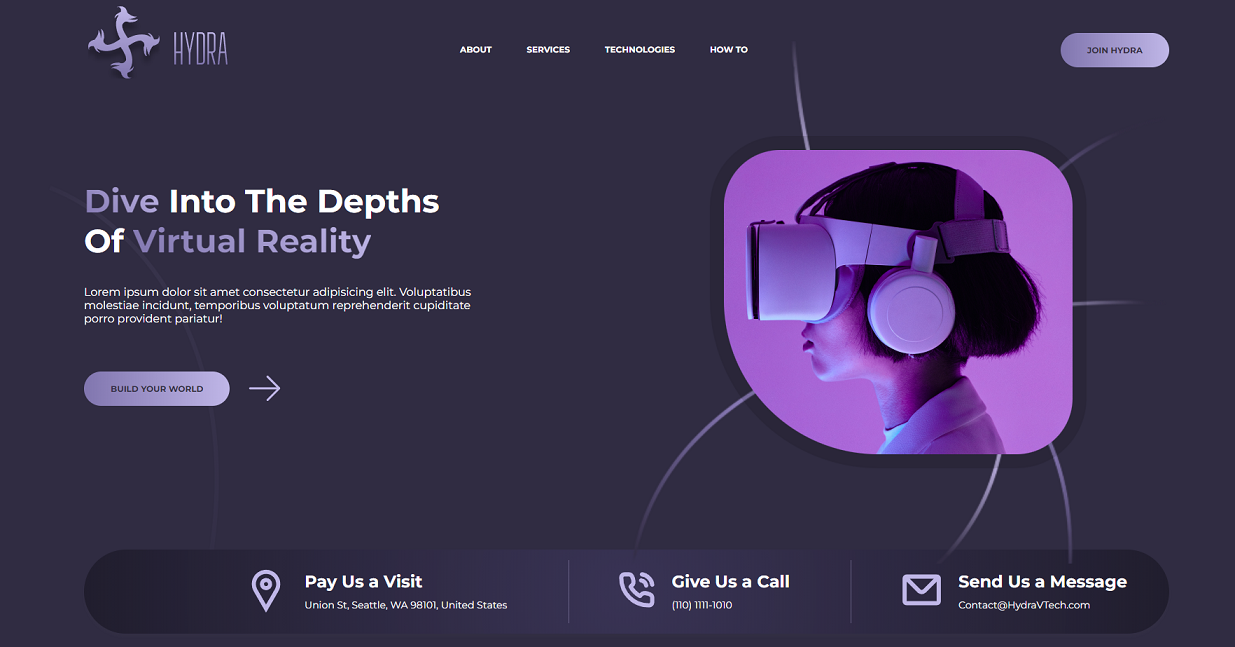 HYDRA
ABOUT
SERVICES
TECHNOLOGIES
HOW TO
JOIN HYDRA
Dive Into The Depths
Of Virtual Reality
Lorem ipsum dolor sit amet consectetur adipisicing elit. Voluptatibus
molestiae incidunt, temporibus voluptatum reprehenderit cupiditate
porro provident pariatur!
BUILD YOUR WORLD
Pay Us a Visit
Union St, Seattle, WA 98101, United States
Give Us a Call
(110) 1111-1010
Send Us a Message
Contact@HydraVTech.com